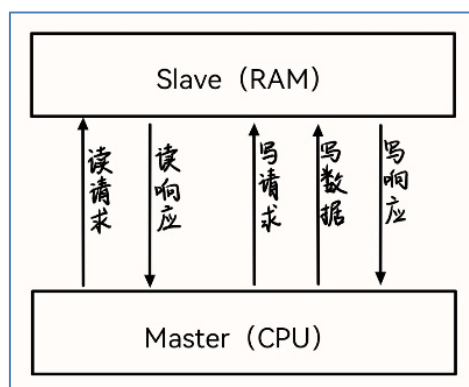 Slave（RAM）
读请求
读响应
写请求
写数据
写响应
Master（CPU）